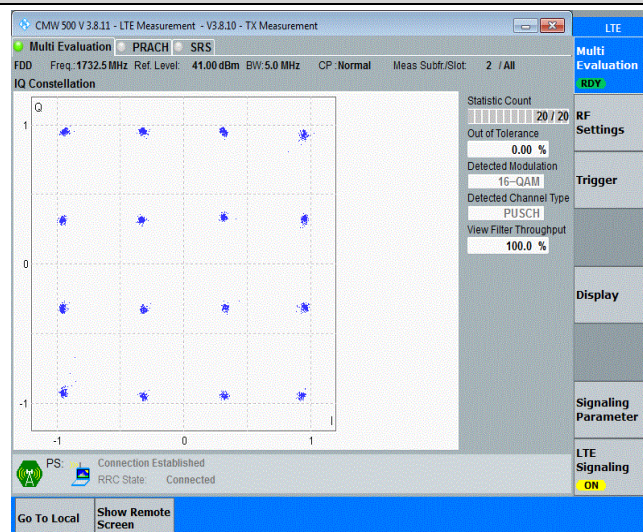 CMW 500 V 3.8.11 - LTE Measurement - V3.8.10 - TX Measurement
LTE
Multi Evaluation PRACH SRS
Multi
Evaluation
RDY
FDD Freq.:1732.5 MHz Ref. Level: 41.00 dBm BW:5.0 MHz CP:Normal Meas Subfr./Slot: 2 / All
IQ Constellation
Statistic Count
20 / 20
Out of Tolerance
0.00 %
Detected Modulation
16-QAM
Detected Channel Type
PUSCH
View Filter Throughput
100.0 %
Q
1
0
-1
I
-1 0 1
RF
Settings
Trigger
Display
Signaling
Parameter
LTE
Signaling
ON
PS: Connection Established
RRC State: Connected
Go To Local
Show Remote
Screen